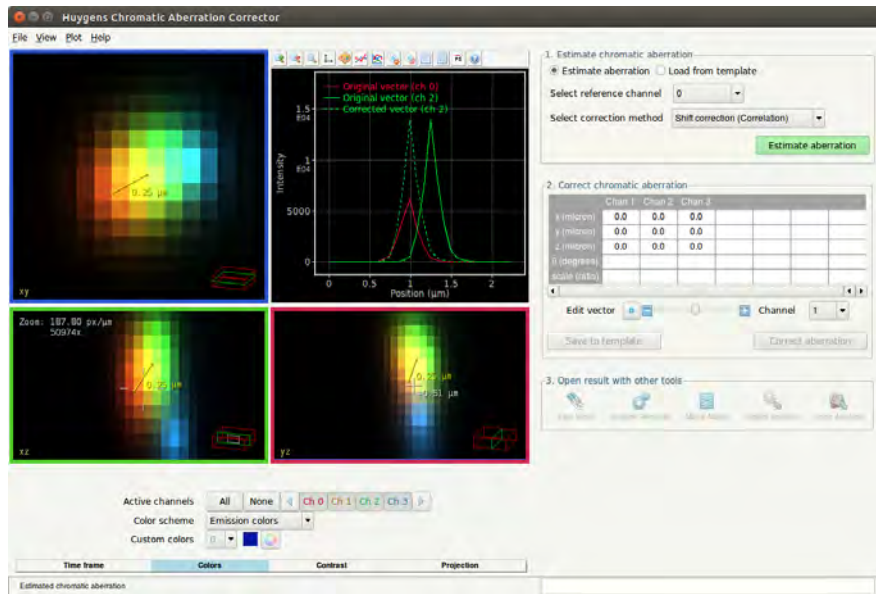 Huygens Chromatic Aberration Corrector
File View Plot Help
xy
0.25 µm
Original vector (ch 0)
Original vector (ch 2)
Corrected vector (ch 2)
1.5
E04
1
E04
5000
0
Intensity
0 0.5 1 1.5 2
Position (µm)
Zoom: 187.80 px/µm
50974x
0.25 µm
xz
yz
Active channels All None Ch 0 Ch 1 Ch 2 Ch 3
Color scheme Emission colors
Custom colors 0
Time frame Colors Contrast Projection
Estimated chromatic aberration
1. Estimate chromatic aberration
Estimate aberration Load from template
Select reference channel 0
Select correction method Shift correction (Correlation)
Estimate aberration
2. Correct chromatic aberration
Chan 1 Chan 2 Chan 3
x (micron) 0.0 0.0 0.0
y (micron) 0.0 0.0 0.0
z (micron) 0.0 0.0 0.0
(degrees)
scale (ratio)
Edit vector Channel 1
Save to template Correct aberration
3. Open result with other tools